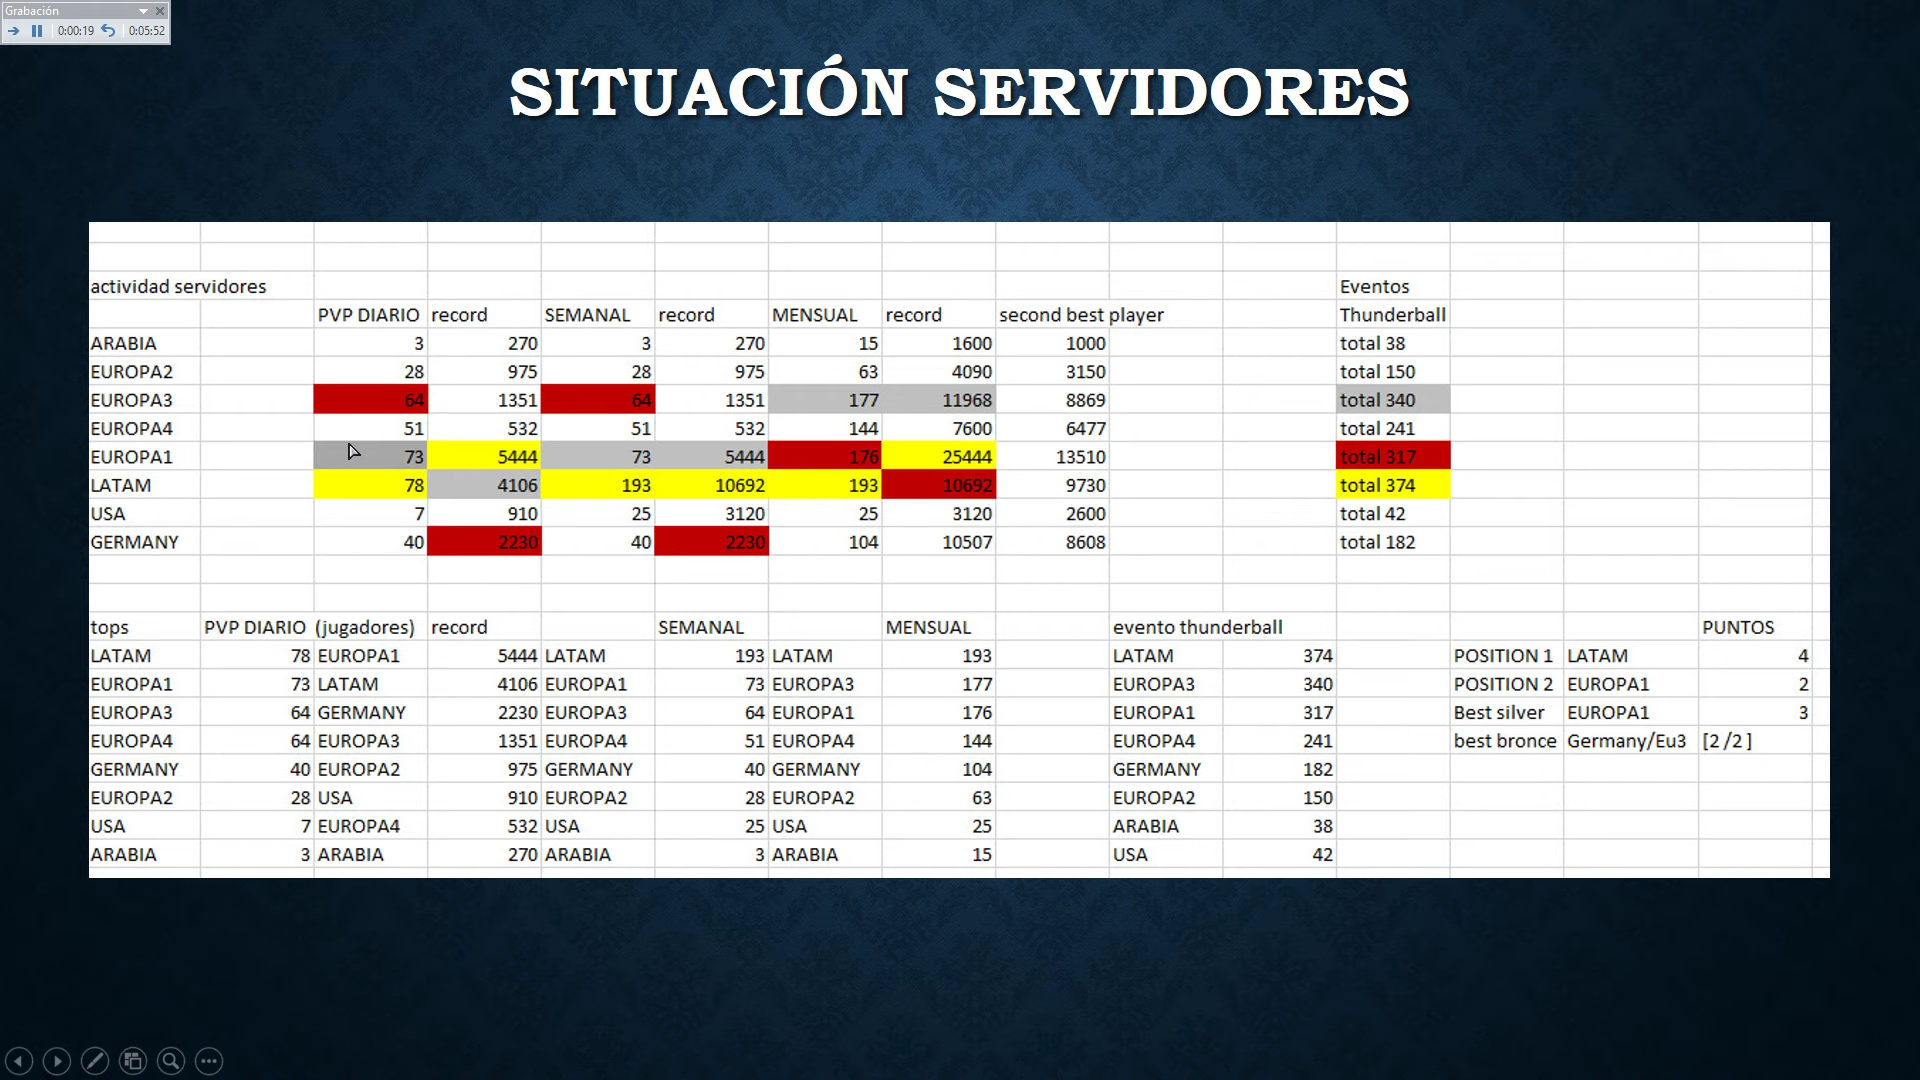 Grabación
0:00:19 0:05:52
SITUACIÓN SERVIDORES
actividad servidores Eventos
PVP DIARIO record SEMANAL record MENSUAL record second best player Thunderball
ARABIA 3 270 3 270 15 1600 1000 total 38
EUROPA2 28 975 28 975 63 4090 3150 total 150
EUROPA3 64 1351 64 1351 177 11968 8869 total 340
EUROPA4 51 532 51 532 144 7600 6477 total 241
EUROPA1 73 5444 73 5444 176 25444 13510 total 317
LATAM 78 4106 193 10692 193 10692 9730 total 374
USA 7 910 25 3120 25 3120 2600 total 42
GERMANY 40 2230 40 2230 104 10507 8608 total 182
tops PVP DIARIO (jugadores) record SEMANAL MENSUAL evento thunderball PUNTOS
LATAM 78 EUROPA1 5444 LATAM 193 LATAM 193 LATAM 374 POSITION 1 LATAM 4
EUROPA1 73 LATAM 4106 EUROPA1 73 EUROPA3 177 EUROPA3 340 POSITION 2 EUROPA1 2
EUROPA3 64 GERMANY 2230 EUROPA3 64 EUROPA1 176 EUROPA1 317 Best silver EUROPA1 3
EUROPA4 64 EUROPA3 1351 EUROPA4 51 EUROPA4 144 EUROPA4 241 best bronce Germany/Eu3 [2 /2 ]
GERMANY 40 EUROPA2 975 GERMANY 40 GERMANY 104 GERMANY 182
EUROPA2 28 USA 910 EUROPA2 28 EUROPA2 63 EUROPA2 150
USA 7 EUROPA4 532 USA 25 USA 25 ARABIA 38
ARABIA 3 ARABIA 270 ARABIA 3 ARABIA 15 USA 42